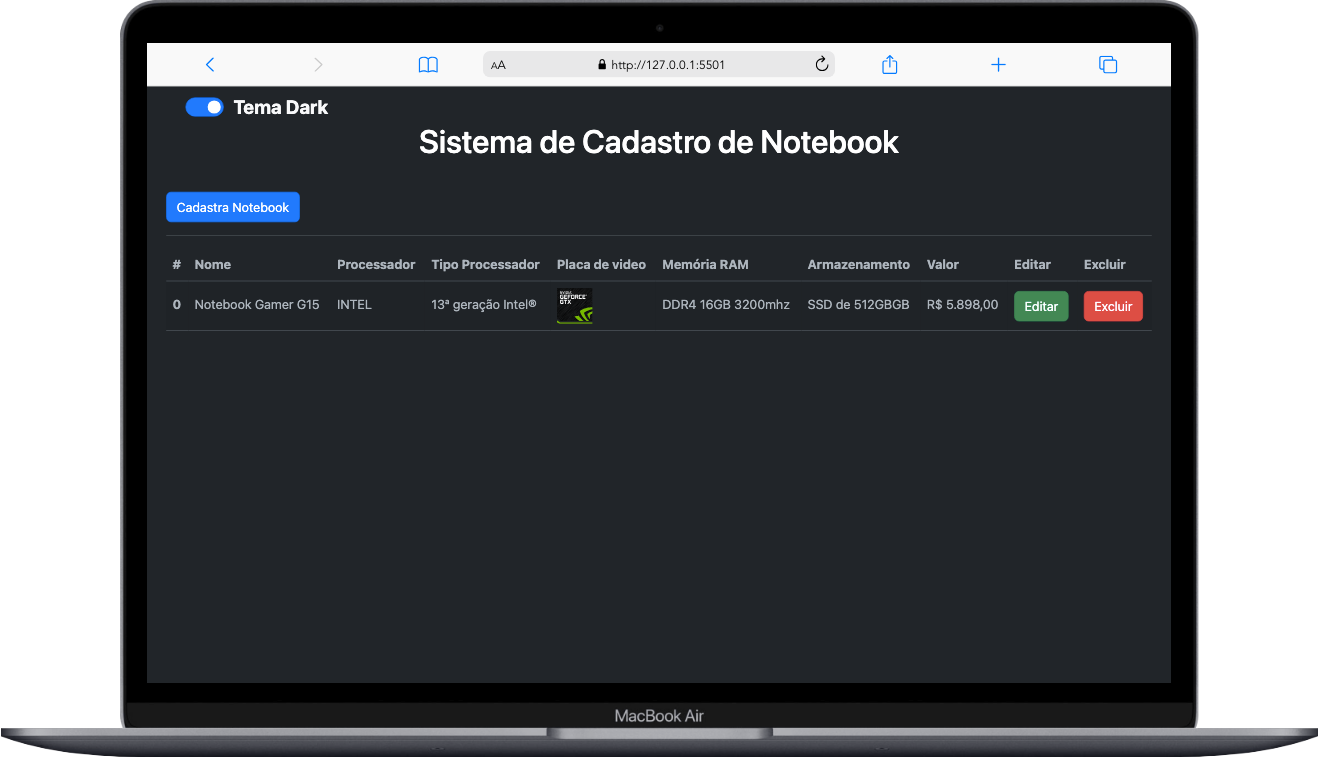 AA http://127.0.0.1:5501
Tema Dark
Sistema de Cadastro de Notebook
Cadastra Notebook
# Nome Processador Tipo Processador Placa de video Memória RAM Armazenamento Valor Editar Excluir
0 Notebook Gamer G15 INTEL 13ª geração Intel® NVIDIA GEFORCE GTX DDR4 16GB 3200mhz SSD de 512GBGB R$ 5.898,00 Editar Excluir
MacBook Air